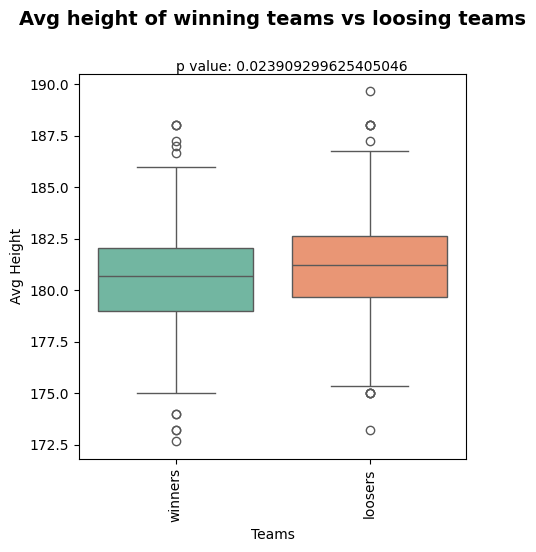 Avg height of winning teams vs loosing teams
p value: 0.023909299625405046
190.0
187.5
185.0
182.5
180.0
177.5
175.0
172.5
Avg Height
winners
loosers
Teams